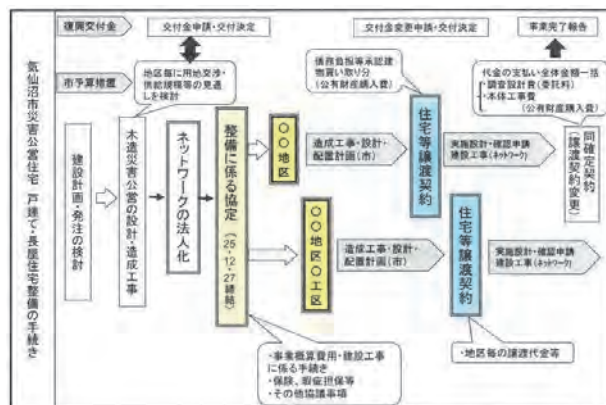 気仙沼市災害公営住宅 戸建て・長屋住宅整備の手続き
復興交付金
交付金申請・交付決定
交付金変更申請・交付決定
事業完了報告
市予算措置
地区毎に用地交渉・
供給規模等の見通
しを検討
債務負担等承認建
物買い取り分
(公有財産購入費)
代金の支払い全体金額一括
・調査設計費(委託料)
・本体工事費
(公有財産購入費)
建設計画・発注の検討
木造災害公営の設計・造成工事
ネットワークの法人化
整備に係る協定
(25・12・27締結)
〇〇地区
造成工事・設計・
配置計画(市)
住宅等譲渡契約
実施設計・確認申請
建設工事(ネットワーク)
同確定契約
(譲渡契約変更)
〇〇地区〇工区
造成工事・設計・
配置計画(市)
住宅等譲渡契約
実施設計・確認申請
建設工事(ネットワーク)
・事業概算費用・建設工事
に係る手続き
・保険、瑕疵担保等
・その他協議事項
・地区毎の譲渡代金等